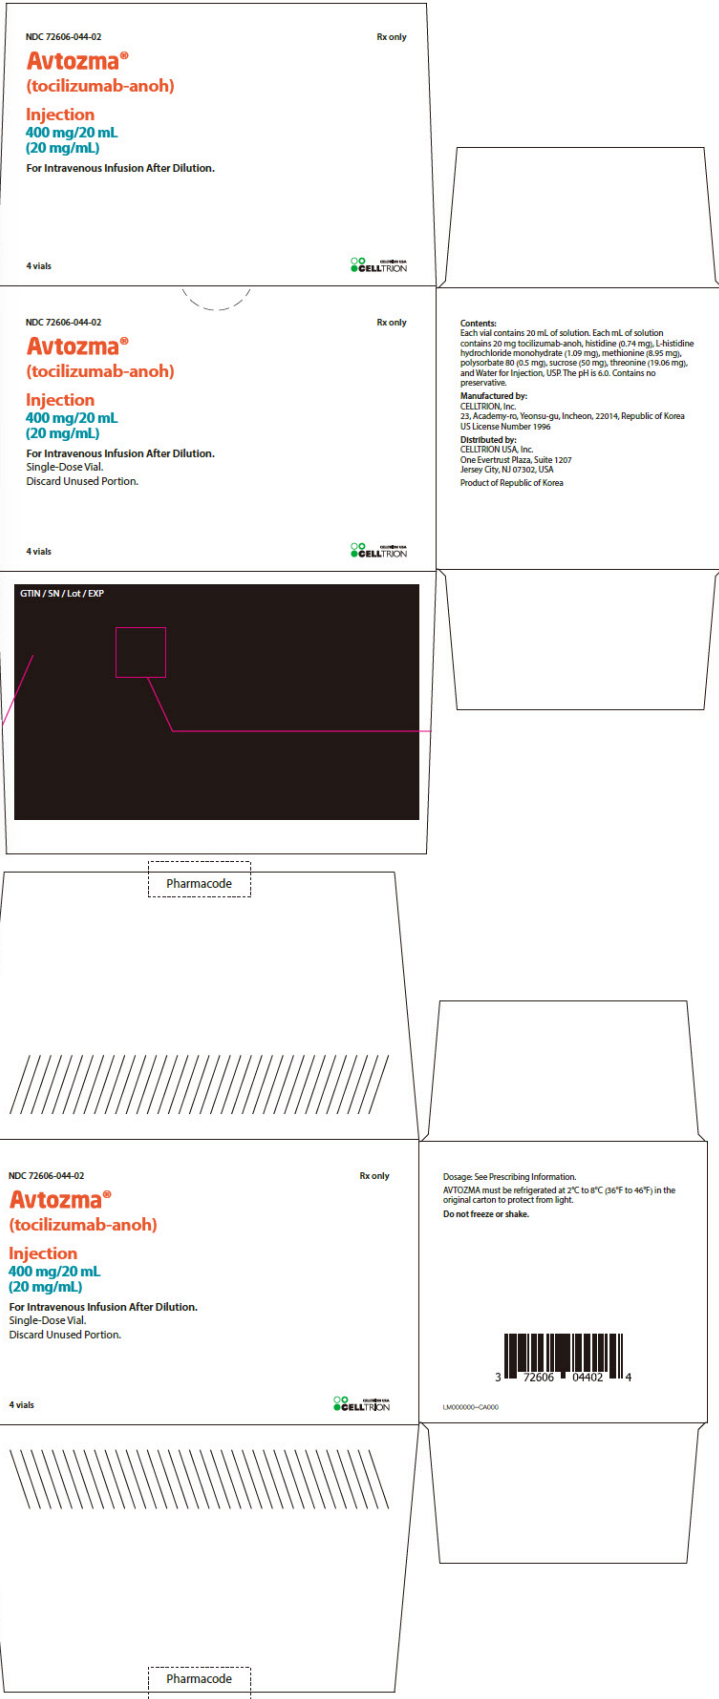 NDC 72606-044-02 Rx only
Avtozma®
(tocilizumab-anoh)
Injection
400 mg/20 mL
(20 mg/mL)
For Intravenous Infusion After Dilution.
4 vials
CELLTRION USA
CELLTRION
NDC 72606-044-02 Rx only
Avtozma®
(tocilizumab-anoh)
Injection
400 mg/20 mL
(20 mg/mL)
For Intravenous Infusion After Dilution.
Single-Dose Vial.
Discard Unused Portion.
4 vials
CELLTRION USA
CELLTRION
Contents:
Each vial contains 20 mL of solution. Each mL of solution
contains 20 mg tocilizumab-anoh, histidine (0.74 mg), L-histidine
hydrochloride monohydrate (1.09 mg), methionine (8.95 mg),
polysorbate 80 (0.5 mg), sucrose (50 mg), threonine (19.06 mg),
and Water for Injection, USP. The pH is 6.0. Contains no
preservative.
Manufactured by:
CELLTRION, Inc.
23, Academy-ro, Yeonsu-gu, Incheon, 22014, Republic of Korea
US License Number 1996
Distributed by:
CELLTRION USA, Inc.
One Evertrust Plaza, Suite 1207
Jersey City, NJ 07302, USA
Product of Republic of Korea
GTIN / SN / Lot / EXP
Pharmacode
NDC 72606-044-02 Rx only
Avtozma®
(tocilizumab-anoh)
Injection
400 mg/20 mL
(20 mg/mL)
For Intravenous Infusion After Dilution.
Single-Dose Vial.
Discard Unused Portion.
4 vials
CELLTRION USA
CELLTRION
Dosage: See Prescribing Information.
AVTOZMA must be refrigerated at 2°C to 8°C (36°F to 46°F) in the
original carton to protect from light.
Do not freeze or shake.
3 72606 04402 4
LM000000-CA000
Pharmacode